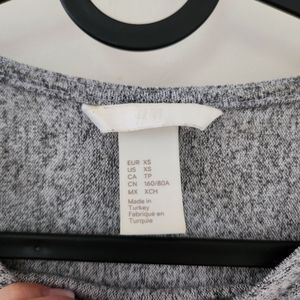 H&M
EUR XS
US XS
CA TP
CN 160/80A
MX XCH
Made in
Turkey
Fabriqué en
Turquie